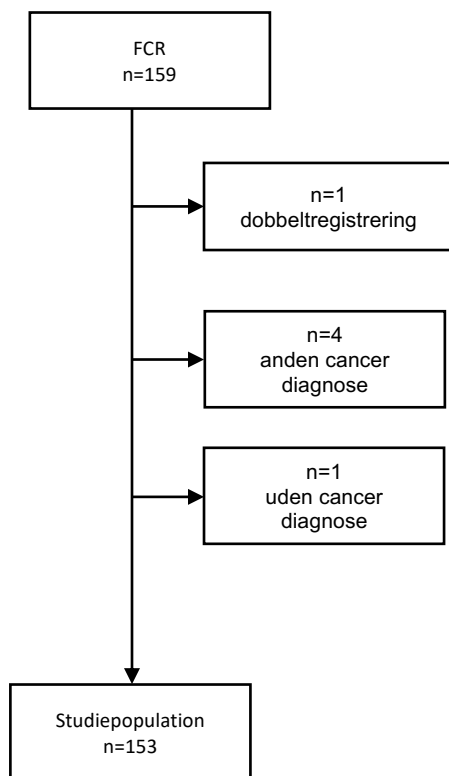 FCR
n=159
n=1
dobbeltregistrering
n=4
anden cancer
diagnose
n=1
uden cancer
diagnose
Studiepopulation
n=153